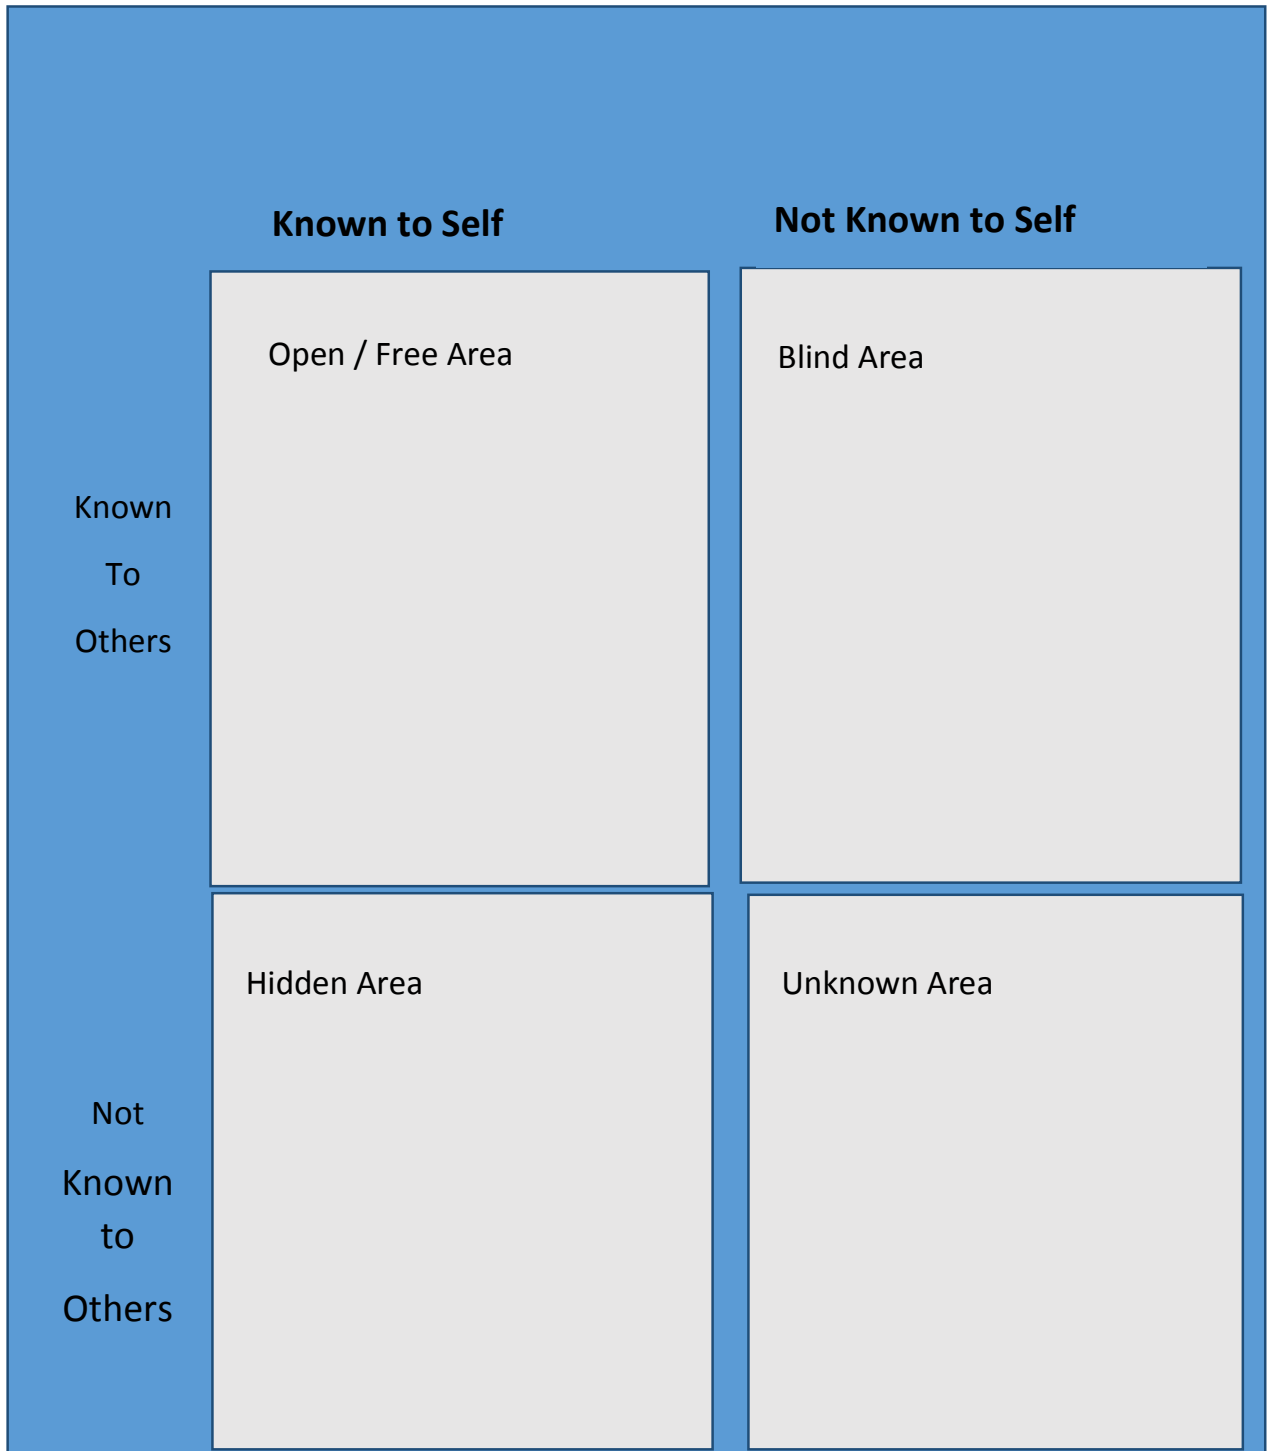 Known to Self
Not Known to Self
Open / Free Area
Blind Area
Known
To
Others
Hidden Area
Unknown Area
Not
Known
to
Others